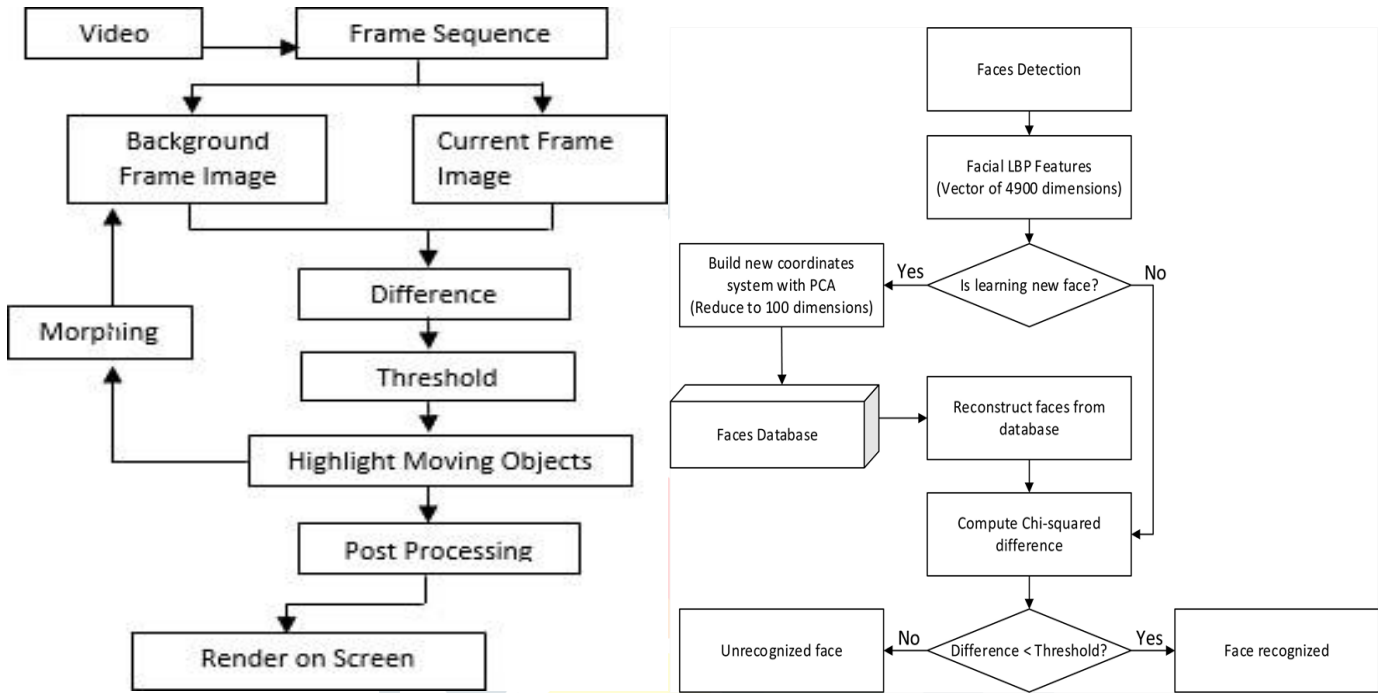 Video
Frame Sequence
Background
Frame Image
Current Frame
Image
Difference
Morphing
Threshold
Highlight Moving Objects
Post Processing
Render on Screen
Faces Detection
Facial LBP Features
(Vector of 4900 dimensions)
Is learning new face?
Yes
No
Build new coordinates
system with PCA
(Reduce to 100 dimensions)
Faces Database
Reconstruct faces from
database
Compute Chi-squared
difference
Difference < Threshold?
No
Yes
Unrecognized face
Face recognized